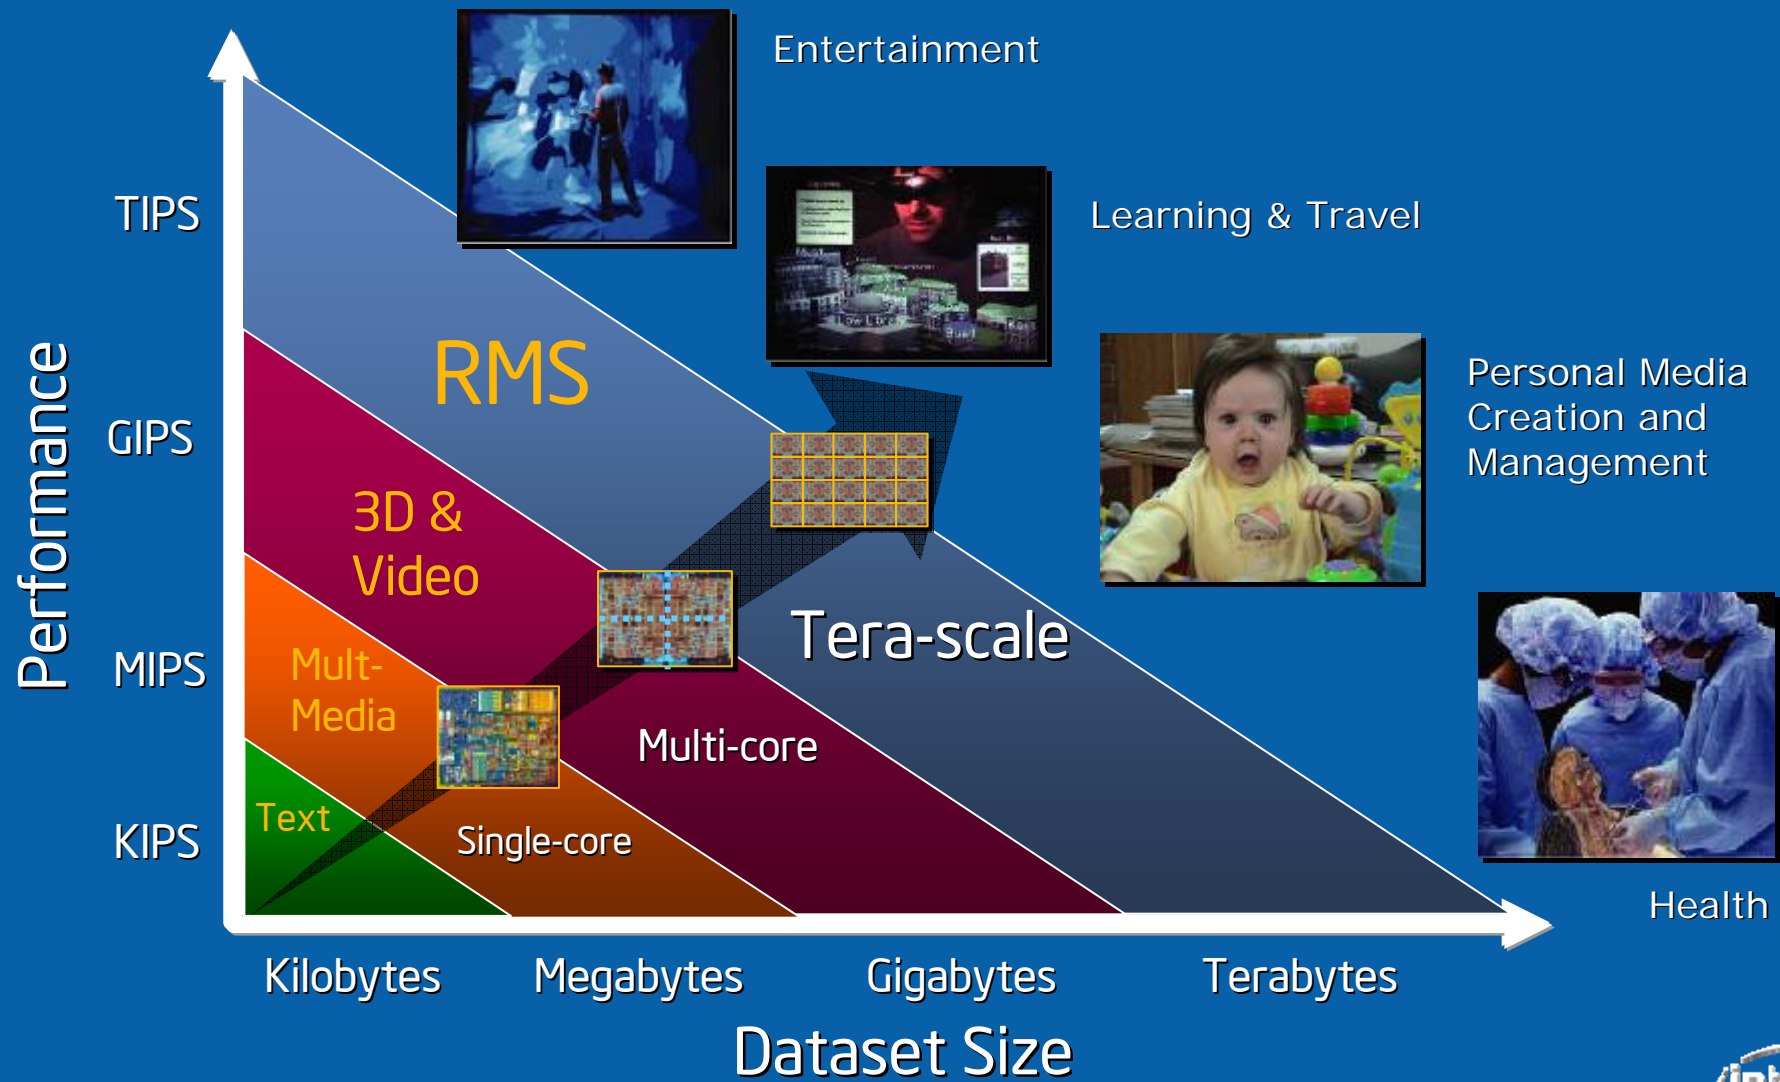 Entertainment
Learning & Travel
Personal Media
Creation and
Management
Health
Performance
TIPS
GIPS
MIPS
KIPS
RMS
3D &
Video
Mult-
Media
Text
Tera-scale
Multi-core
Single-core
Kilobytes
Megabytes
Gigabytes
Terabytes
Dataset Size